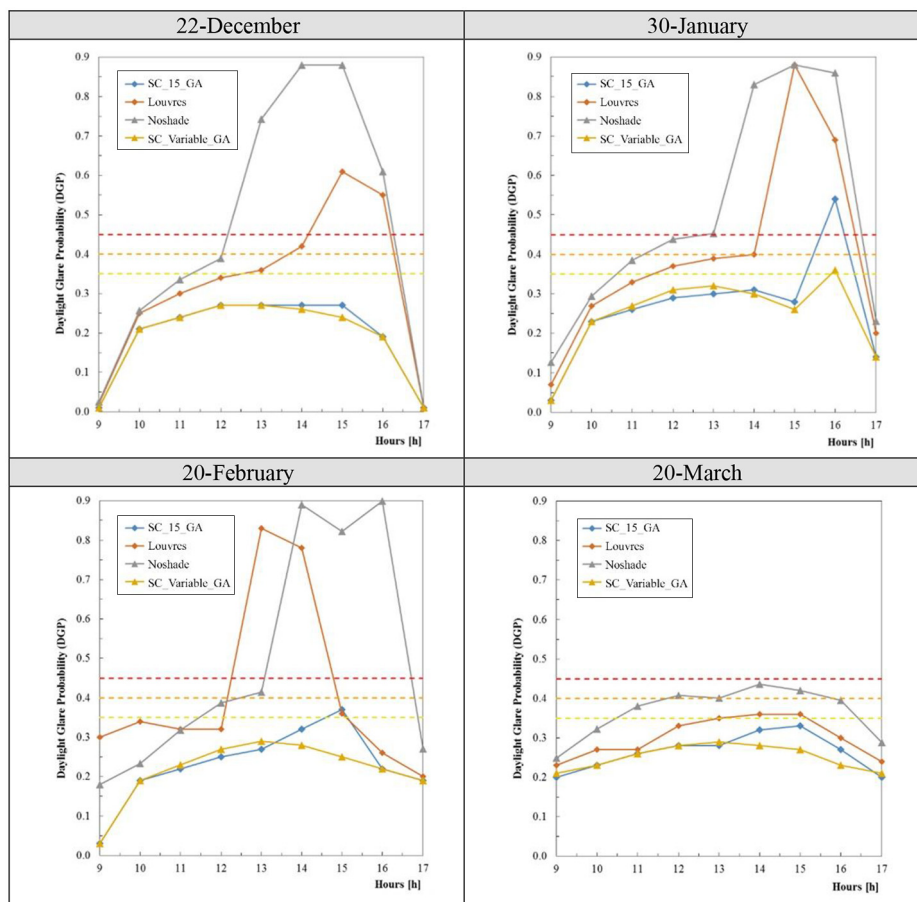 22-December
30-January
0.9
0.8
0.7
0.6
0.5
0.4
0.3
0.2
0.1
0.0
Daylight Glare Probability (DGP)
SC_15_GA
Louvres
Noshade
SC_Variable_GA
9 10 11 12 13 14 15 16 17
Hours [h]
0.9
0.8
0.7
0.6
0.5
0.4
0.3
0.2
0.1
0.0
Daylight Glare Probability (DGP)
SC_15_GA
Louvres
Noshade
SC_Variable_GA
9 10 11 12 13 14 15 16 17
Hours [h]
20-February
20-March
0.9
0.8
0.7
0.6
0.5
0.4
0.3
0.2
0.1
0.0
Daylight Glare Probability (DGP)
SC_15_GA
Louvres
Noshade
SC_Variable_GA
9 10 11 12 13 14 15 16 17
Hours [h]
0.9
0.8
0.7
0.6
0.5
0.4
0.3
0.2
0.1
0.0
Daylight Glare Probability (DGP)
SC_15_GA
Louvres
Noshade
SC_Variable_GA
9 10 11 12 13 14 15 16 17
Hours [h]